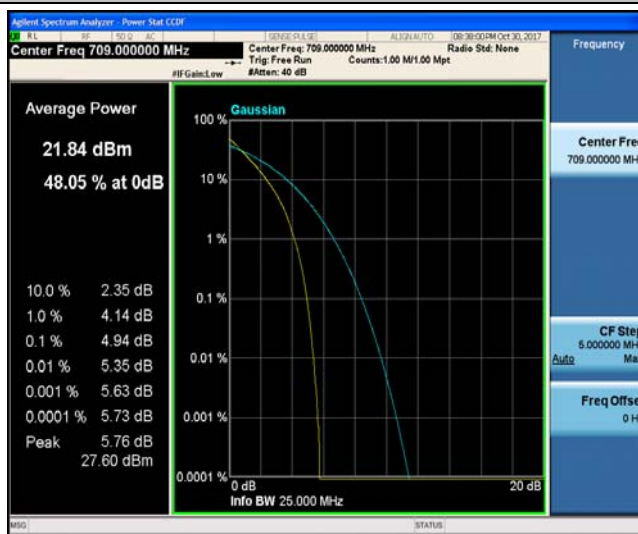 Agilent Spectrum Analyzer - Power Stat CCDF
RL RF 50 Ω AC SENSE:PULSE ALIGNAUTO 08:38:00 PM Oct 30, 2017
Center Freq 709.000000 MHz
Center Freq: 709.000000 MHz Radio Std: None
Trig: Free Run Counts:1.00 M/1.00 Mpt
#IFGain:Low #Atten: 40 dB
Frequency
Average Power
21.84 dBm
48.05 % at 0dB
10.0 % 2.35 dB
1.0 % 4.14 dB
0.1 % 4.94 dB
0.01 % 5.35 dB
0.001 % 5.63 dB
0.0001 % 5.73 dB
Peak 5.76 dB
27.60 dBm
Gaussian
100 %
10 %
1 %
0.1 %
0.01 %
0.001 %
0.0001 %
0 dB 20 dB
Info BW 25.000 MHz
Center Fre
709.000000 MH
CF Step
5.000000 MH
Auto Ma
Freq Offse
0 H
MSG STATUS